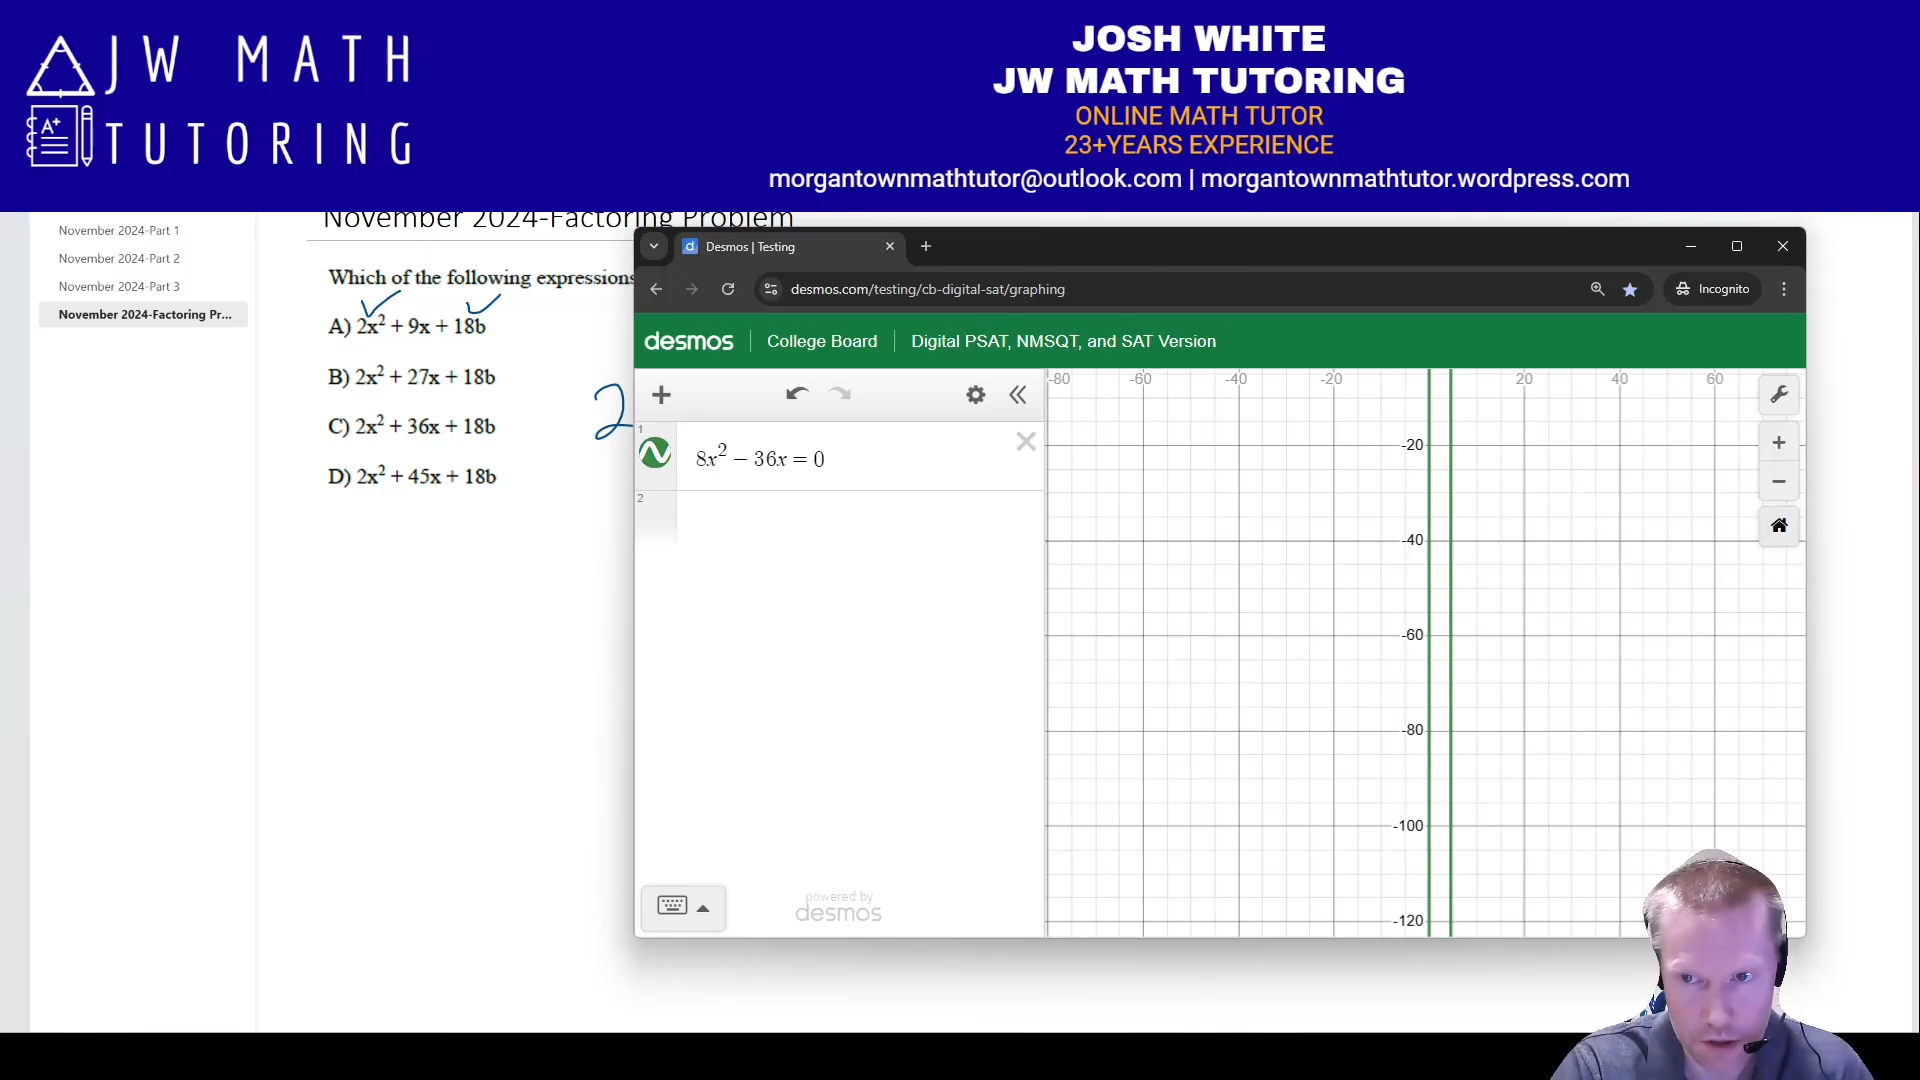 JW MATH
TUTORING
A+
JOSH WHITE
JW MATH TUTORING
ONLINE MATH TUTOR
23+YEARS EXPERIENCE
morgantownmathtutor@outlook.com | morgantownmathtutor.wordpress.com
November 2024-Part 1
November 2024-Part 2
November 2024-Part 3
November 2024-Factoring Pr...
November 2024-Factoring Problem
Which of the following expressions
A) 2x² + 9x + 18b
B) 2x² + 27x + 18b
C) 2x² + 36x + 18b
D) 2x² + 45x + 18b
2
Desmos | Testing
desmos.com/testing/cb-digital-sat/graphing
Incognito
desmos
College Board
Digital PSAT, NMSQT, and SAT Version
1
8x² − 36x = 0
2
powered by
desmos
-80 -60 -40 -20 20 40 60
-20
-40
-60
-80
-100
-120